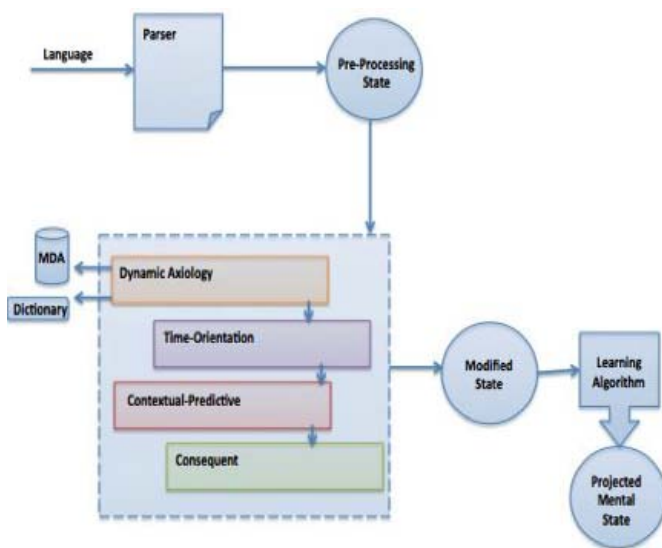 Parser
Language
Pre-Processing
State
MDA
Dictionary
Dynamic Axiology
Time-Orientation
Contextual-Predictive
Consequent
Modified
State
Learning
Algorithm
Projected
Mental
State